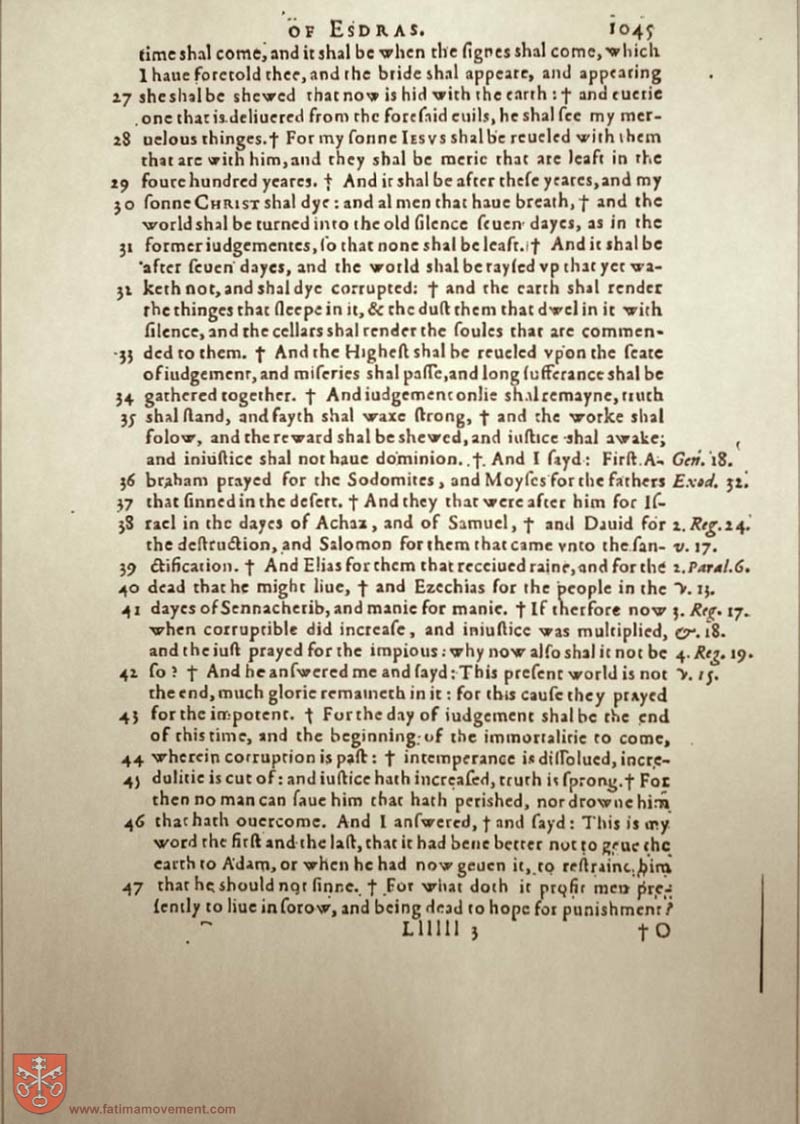 OF ESDRAS. 1045
time shal come, and it shal be when the ſignes shal come, which
I haue foretold thee, and the bride shal appeare, and appearing
27 she shal be shewed that now is hid with the earth: † and euerie
one that is deliuered from the foreſaid euils, he shal ſee my mer-
28 uelous thinges. † For my ſonne IESVS shal be reueled with them
that are with him, and they shal be merie that are leaft in the
29 foure hundred yeares. † And it shal be after theſe yeares, and my
30 ſonne CHRIST shal dye: and al men that haue breath, † and the
world shal be turned into the old ſilence ſeuen dayes, as in the
31 former iudgementes, ſo that none shal be leaft. † And it shal be
after ſeuen dayes, and the world shal be rayſed vp that yet wa-
32 keth not, and shal dye corrupted: † and the earth shal render
the thinges that ſleepe in it, & the duſt them that dwel in it with
ſilence, and the cellars shal render the ſoules that are commen-
33 ded to them. † And the Higheſt shal be reueled vpon the ſeate
of iudgement, and miſeries shal paſſe, and long ſufferance shal be
34 gathered together. † And iudgement onlie shal remayne, truth
35 shal ſtand, and fayth shal waxe ſtrong, † and the worke shal
folow, and the reward shal be shewed, and iuſtice shal awake;
and iniuſtice shal not haue dominion. † And I ſayd: Firſt A- Gen. 18.
36 braham prayed for the Sodomites, and Moyſes for the fathers Exod. 32.
37 that ſinned in the deſert. † And they that were after him for Iſ-
38 rael in the dayes of Achaz, and of Samuel, † and Dauid for 2. Reg. 24.
the deſtruction, and Salomon for them that came vnto the ſan- v. 17.
39 ctification. † And Elias for them that receiued raine, and for the 2. Paral. 6.
40 dead that he might liue, † and Ezechias for the people in the v. 13.
41 dayes of Sennacherib, and manie for manie. † If therfore now 3. Reg. 17.
when corruptible did increaſe, and iniuſtice was multiplied, &. 18.
and the iuſt prayed for the impious: why now alſo shal it not be 4. Reg. 19.
42 ſo? † And he anſwered me and ſayd: This preſent world is not v. 15.
the end, much glorie remaineth in it: for this cauſe they prayed
43 for the impotent. † For the day of iudgement shal be the end
of this time, and the beginning of the immortalitie to come,
44 wherein corruption is paſt: † intemperance is diſſolued, incre-
45 dulitie is cut of: and iuſtice hath increaſed, truth is ſprong. † For
then no man can ſaue him that hath perished, nor drowne him
46 that hath ouercome. And I anſwered, † and ſayd: This is my
word the firſt and the laſt, that it had bene better not to geue the
earth to Adam, or when he had now geuen it, to reſtraine him
47 that he should not ſinne. † For what doth it profit men pre-
ſently to liue in ſorow, and being dead to hope for punishment?
Llllll 3 † O
www.fatimamovement.com